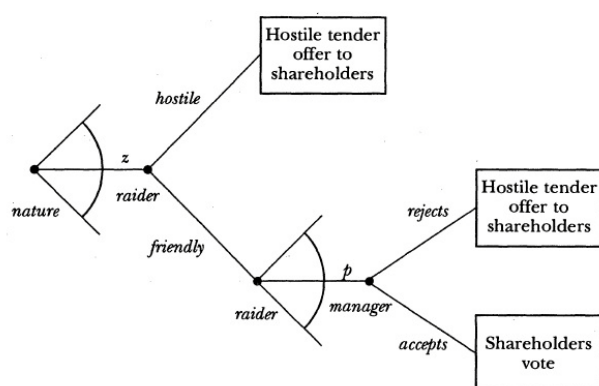 Hostile tender
offer to
shareholders
hostile
z
nature
raider
friendly
Hostile tender
offer to
shareholders
rejects
p
raider
manager
accepts
Shareholders
vote